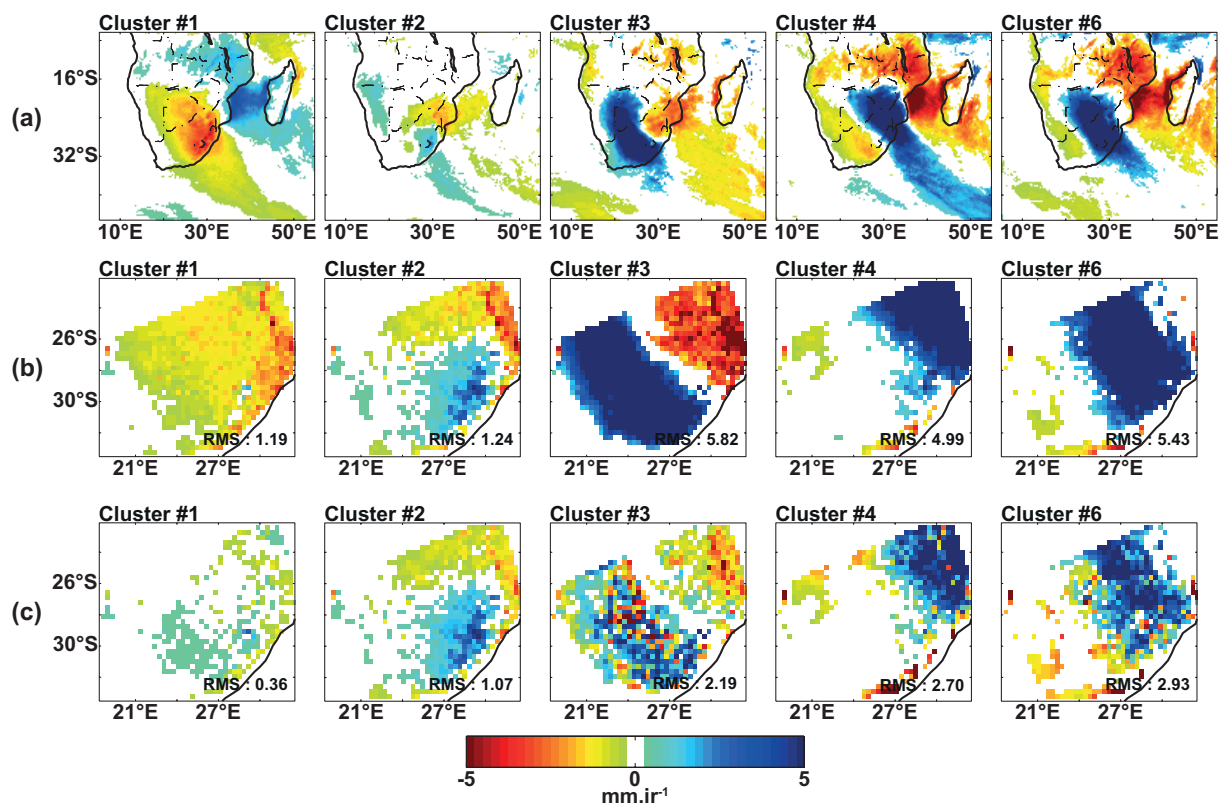 Cluster #1 Cluster #2 Cluster #3 Cluster #4 Cluster #6
(a)
16°S
32°S
10°E 30°E 50°E 10°E 30°E 50°E 10°E 30°E 50°E 10°E 30°E 50°E 10°E 30°E 50°E
Cluster #1 Cluster #2 Cluster #3 Cluster #4 Cluster #6
(b)
26°S
30°S
RMS : 1.19 RMS : 1.24 RMS : 5.82 RMS : 4.99 RMS : 5.43
21°E 27°E 21°E 27°E 21°E 27°E 21°E 27°E 21°E 27°E
Cluster #1 Cluster #2 Cluster #3 Cluster #4 Cluster #6
(c)
26°S
30°S
RMS : 0.36 RMS : 1.07 RMS : 2.19 RMS : 2.70 RMS : 2.93
21°E 27°E 21°E 27°E 21°E 27°E 21°E 27°E 21°E 27°E
-5 0 5
mm.jr⁻¹